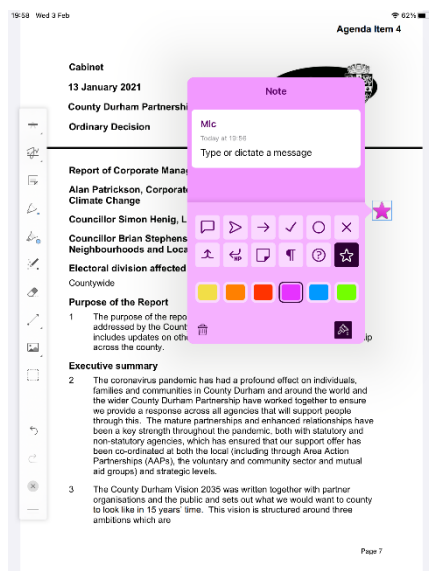 19:58 Wed 3 Feb
62%
Agenda Item 4
Cabinet
13 January 2021
County Durham Partnershi
Ordinary Decision
Note
Mic
Today at 19:56
Type or dictate a message
Report of Corporate Mana
Alan Patrickson, Corporat
Climate Change
Councillor Simon Henig, L
Councillor Brian Stephens
Neighbourhoods and Loca
Electoral division affected
Countywide
Purpose of the Report
1 The purpose of the repo
addressed by the Count
includes updates on oth ip
across the county.
Executive summary
2 The coronavirus pandemic has had a profound effect on individuals,
families and communities in County Durham and around the world and
the wider County Durham Partnership have worked together to ensure
we provide a response across all agencies that will support people
through this. The mature partnerships and enhanced relationships have
been a key strength throughout the pandemic, both with statutory and
non-statutory agencies, which has ensured that our support offer has
been co-ordinated at both the local (including through Area Action
Partnerships (AAPs), the voluntary and community sector and mutual
aid groups) and strategic levels.
3 The County Durham Vision 2035 was written together with partner
organisations and the public and sets out what we would want to county
to look like in 15 years' time. This vision is structured around three
ambitions which are
Page 7